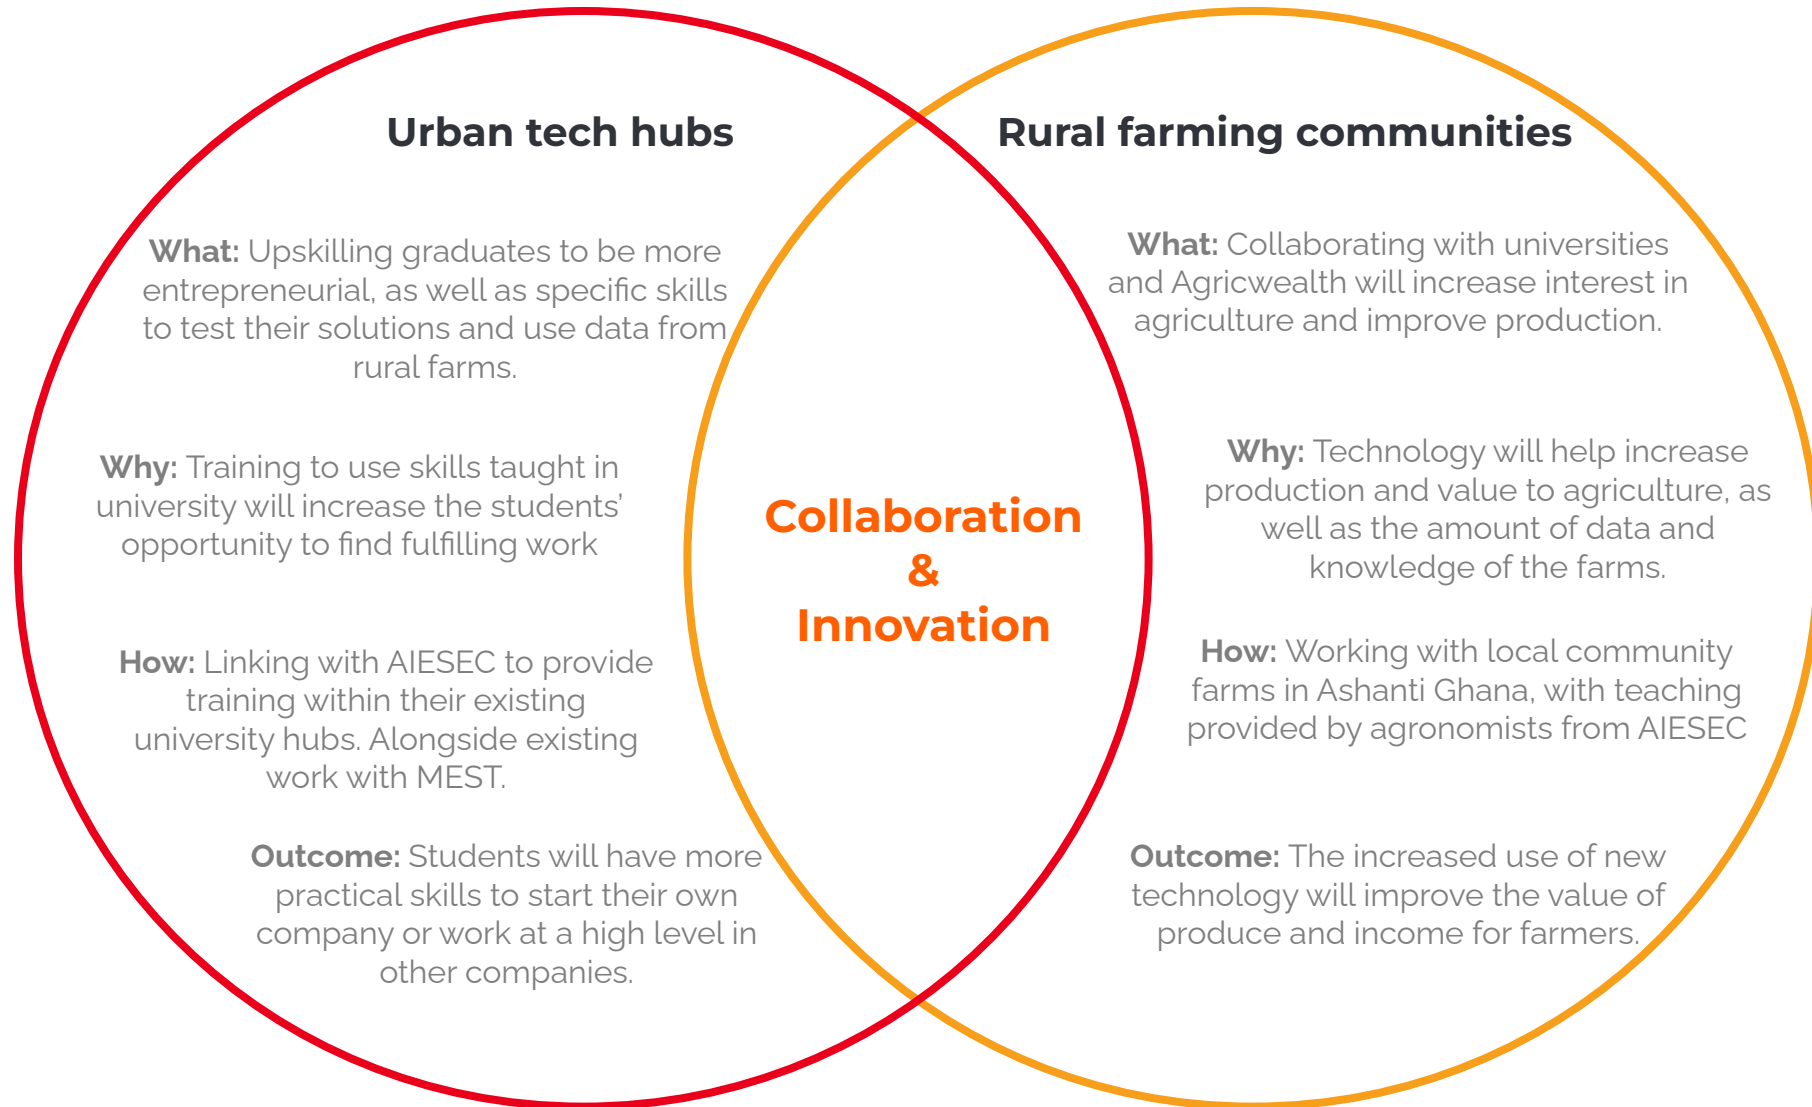 Urban tech hubs
What: Upskilling graduates to be more
entrepreneurial, as well as specific skills
to test their solutions and use data from
rural farms.
Why: Training to use skills taught in
university will increase the students’
opportunity to find fulfilling work
How: Linking with AIESEC to provide
training within their existing
university hubs. Alongside existing
work with MEST.
Outcome: Students will have more
practical skills to start their own
company or work at a high level in
other companies.
Collaboration
&
Innovation
Rural farming communities
What: Collaborating with universities
and Agricwealth will increase interest in
agriculture and improve production.
Why: Technology will help increase
production and value to agriculture, as
well as the amount of data and
knowledge of the farms.
How: Working with local community
farms in Ashanti Ghana, with teaching
provided by agronomists from AIESEC
Outcome: The increased use of new
technology will improve the value of
produce and income for farmers.